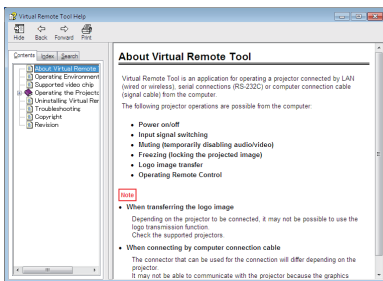 Virtual Remote Tool Help
Hide Back Forward Print
Contents Index Search
About Virtual Remote
Operating Environment
Supported video chip
Operating the Projecto
Uninstalling Virtual Rer
Troubleshooting
Copyright
Revision
About Virtual Remote Tool
Virtual Remote Tool is an application for operating a projector connected by LAN
(wired or wireless), serial connections (RS-232C) or computer connection cable
(signal cable) from the computer.
The following projector operations are possible from the computer:
• Power on/off
• Input signal switching
• Muting (temporarily disabling audio/video)
• Freezing (locking the projected image)
• Logo image transfer
• Operating Remote Control
Note
• When transferring the logo image
Depending on the projector to be connected, it may not be possible to use the
logo transmission function.
Check the supported projectors.
• When connecting by computer connection cable
The connector that can be used for the connection will differ depending on the
projector.
It may not be able to communicate with the projector because the graphics